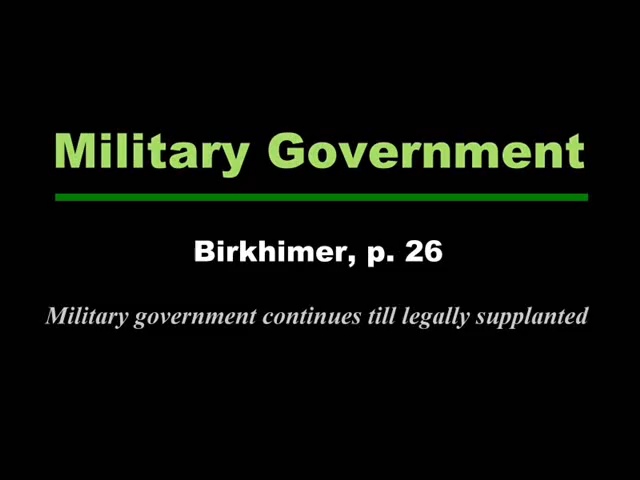 Military Government
Birkhimer, p. 26
Military government continues till legally supplanted